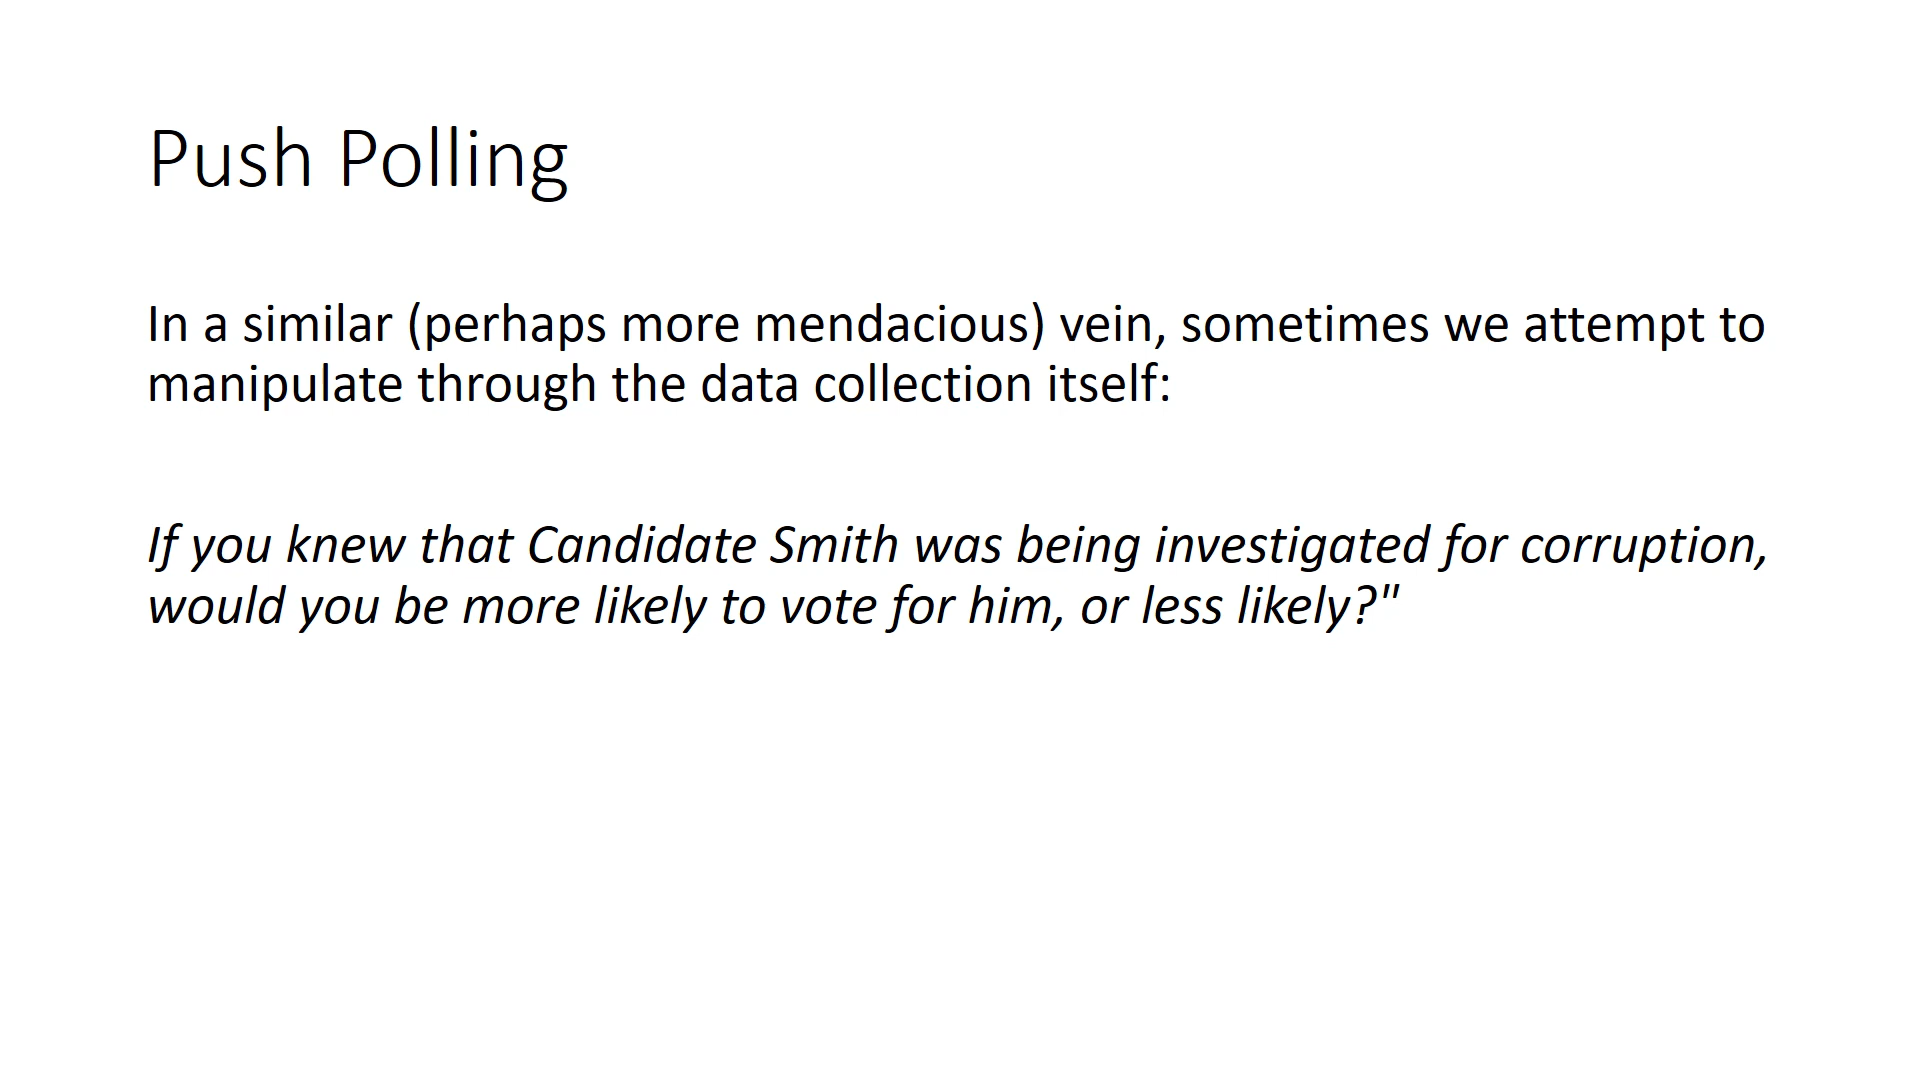 Push Polling
In a similar (perhaps more mendacious) vein, sometimes we attempt to
manipulate through the data collection itself:
If you knew that Candidate Smith was being investigated for corruption,
would you be more likely to vote for him, or less likely?"